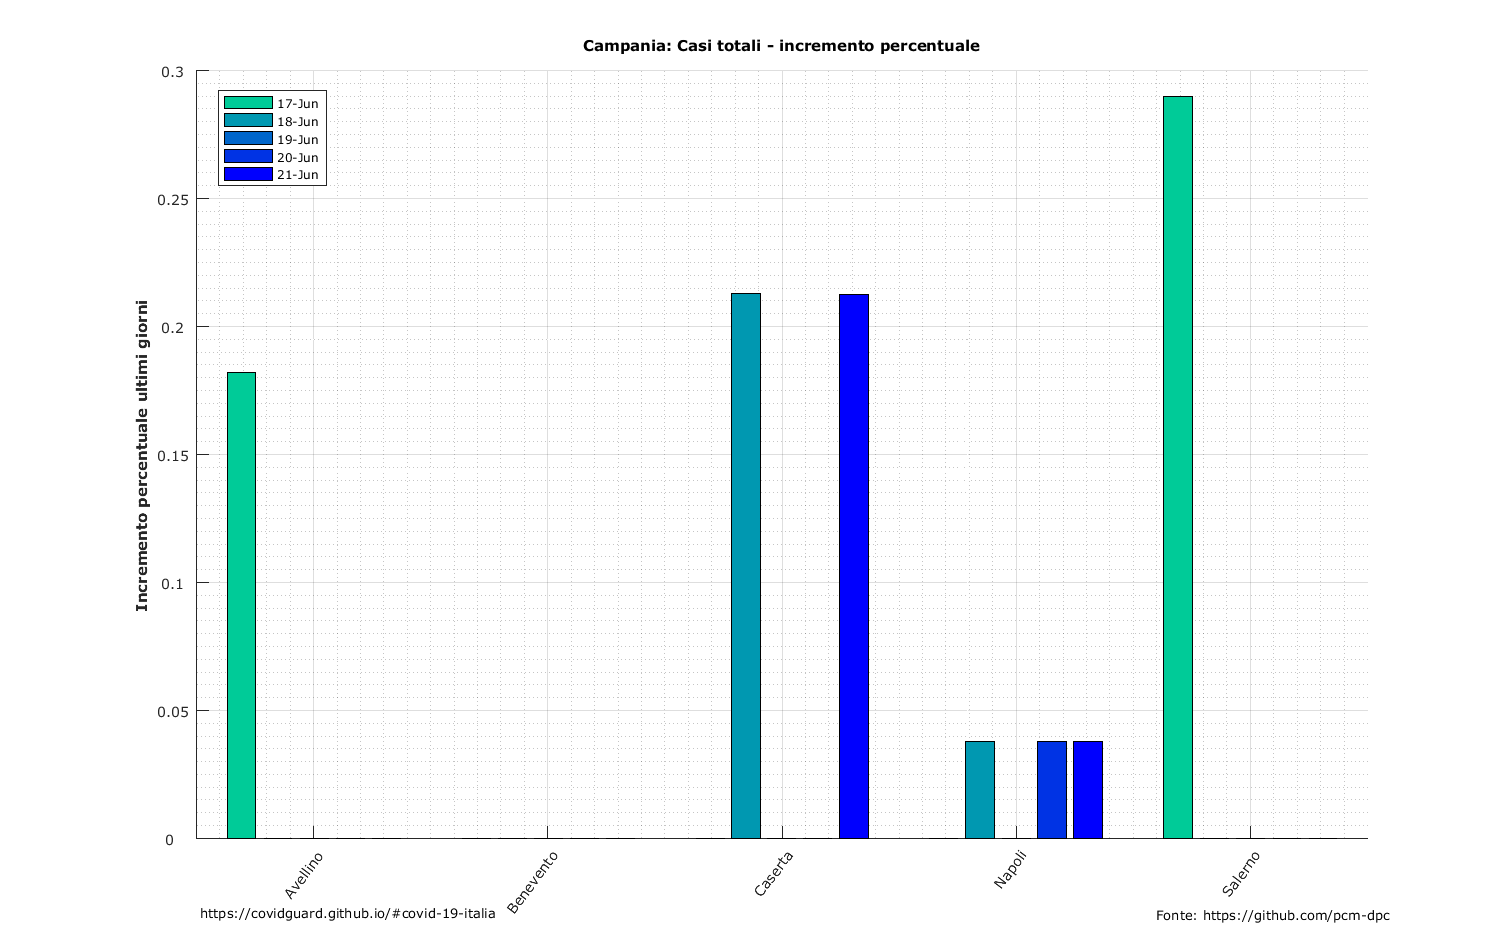 Campania: Casi totali - incremento percentuale
0.3
0.25
0.2
0.15
0.1
0.05
0
Incremento percentuale ultimi giorni
17-Jun
18-Jun
19-Jun
20-Jun
21-Jun
Avellino
Benevento
Caserta
Napoli
Salerno
https://covidguard.github.io/#covid-19-italia
Fonte: https://github.com/pcm-dpc